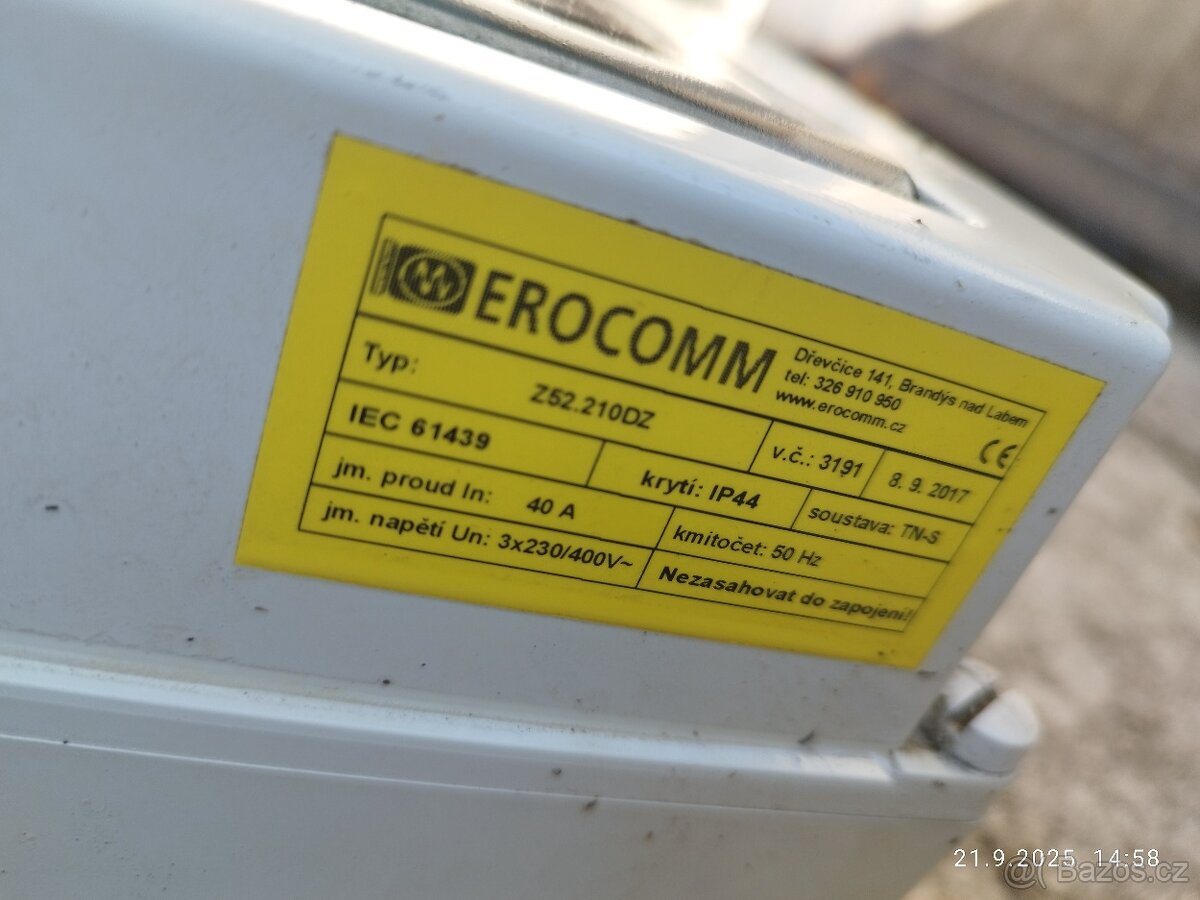 EROCOMM
Dřevčice 141, Brandýs nad Labem
tel: 326 910 950
www.erocomm.cz
CE
Typ: Z52.210DZ
v.č.: 3191
8. 9. 2017
IEC 61439
krytí: IP44
soustava: TN-S
jm. proud In: 40 A
kmitočet: 50 Hz
jm. napětí Un: 3x230/400V~
Nezasahovat do zapojení!
21.9.2025 14:58
Bazoš.cz